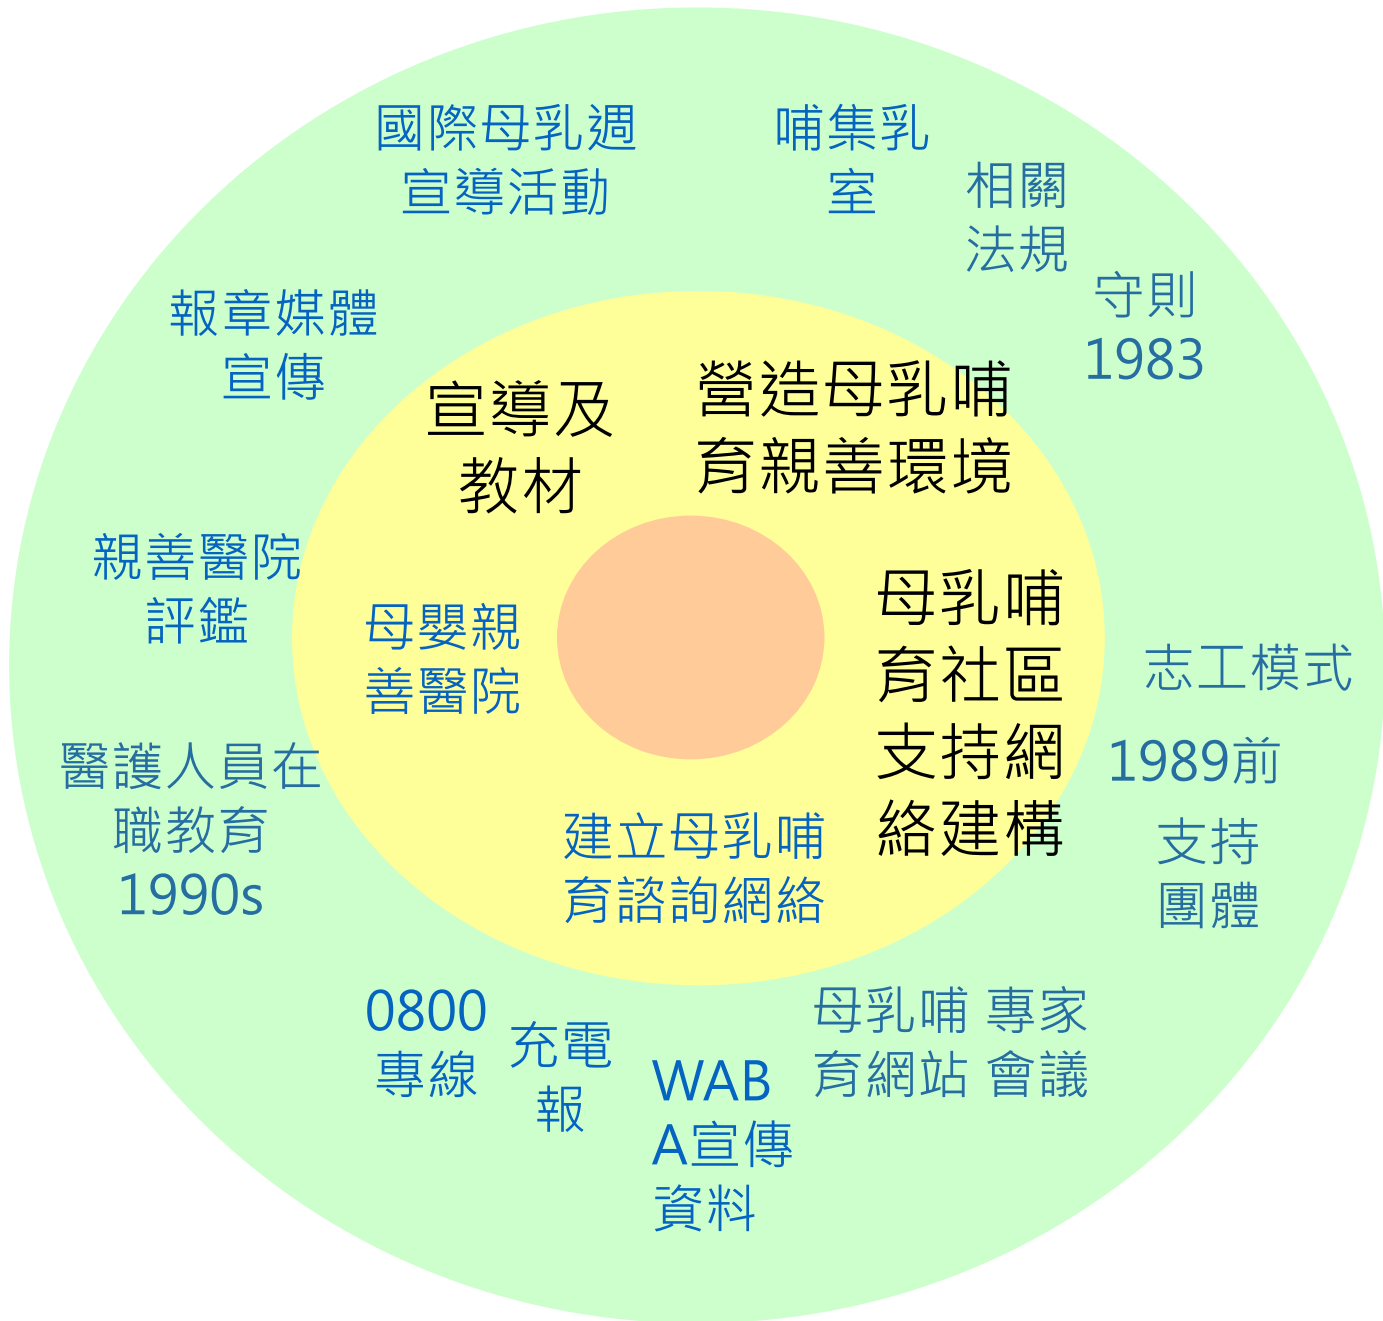 國際母乳週
宣導活動
哺集乳
室
相關
法規
守則
1983
報章媒體
宣傳
宣導及
教材
營造母乳哺
育親善環境
親善醫院
評鑑
母嬰親
善醫院
母乳哺
育社區
支持網
絡建構
志工模式
1989前
支持
團體
醫護人員在
職教育
1990s
建立母乳哺
育諮詢網絡
0800
專線
充電
報
WAB
A宣傳
資料
母乳哺
育網站
專家
會議